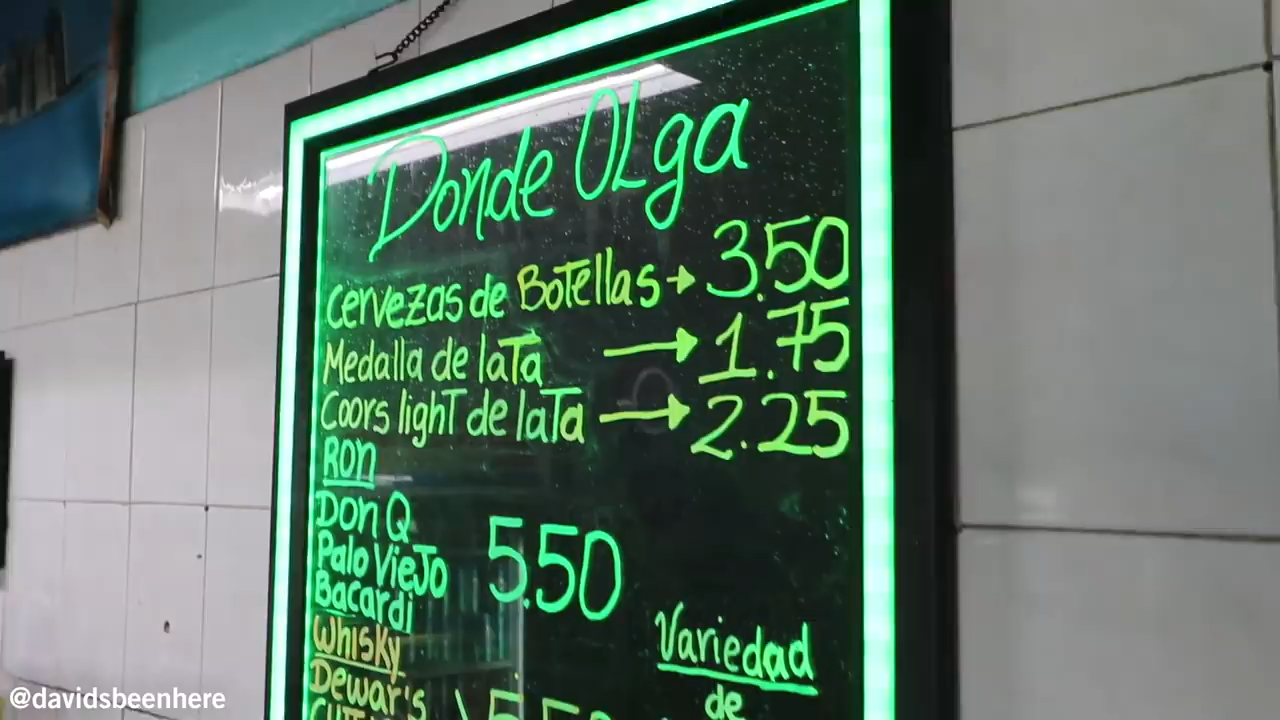 Donde OLga
Cervezas de Botellas → 3.50
Medalla de laTa → 1.75
Coors lighT de laTa → 2.25
RON
Don Q
Palo VieJo 5.50
Bacardi
Whisky
Dewar's
Variedad
de
@davidsbeenhere